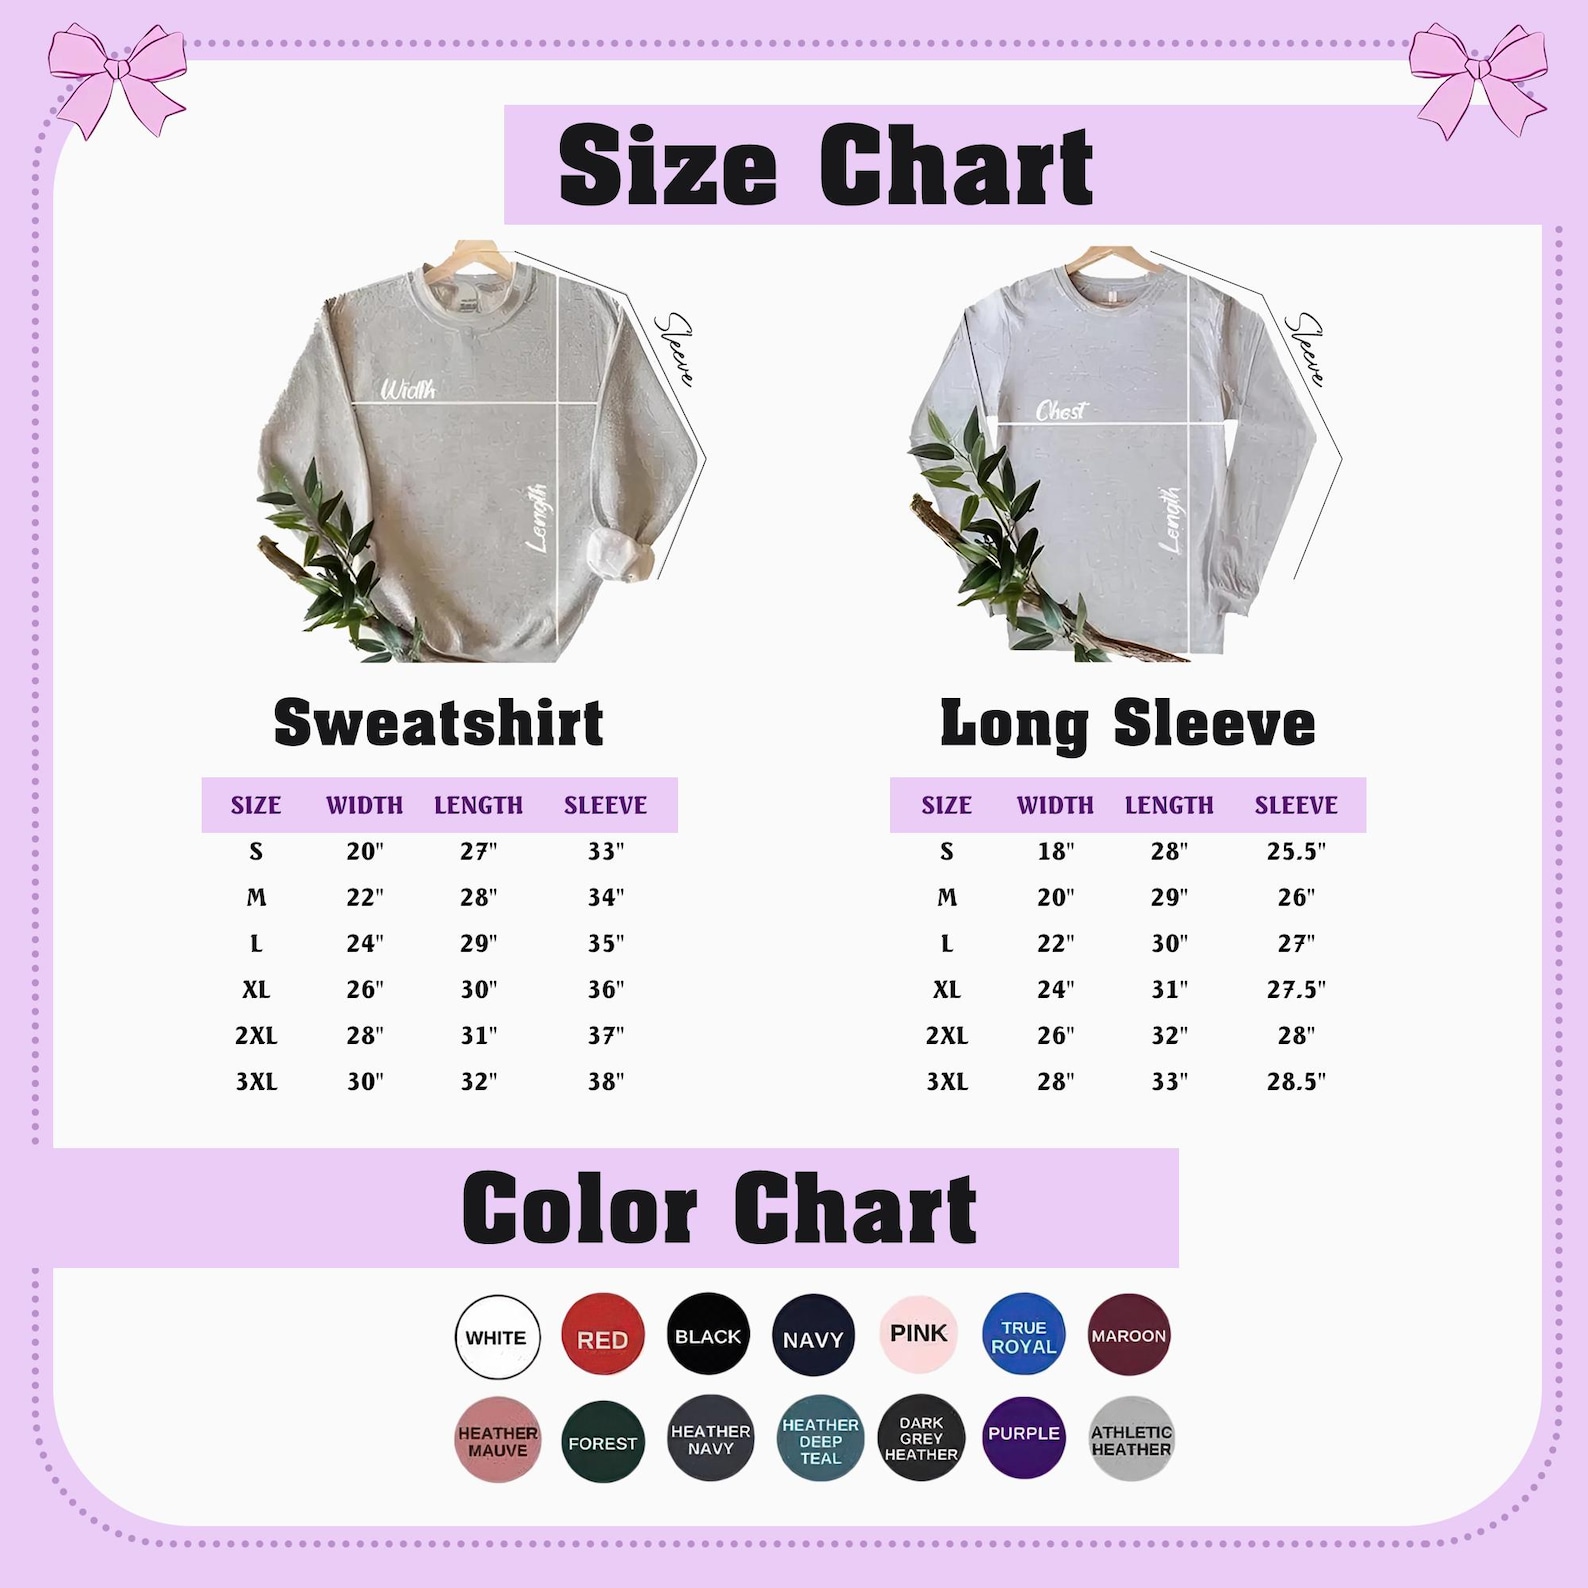 Size Chart
Sleeve
Width
Length
Sleeve
Chest
Length
Sweatshirt
SIZE WIDTH LENGTH SLEEVE
S 20" 27" 33"
M 22" 28" 34"
L 24" 29" 35"
XL 26" 30" 36"
2XL 28" 31" 37"
3XL 30" 32" 38"
Long Sleeve
SIZE WIDTH LENGTH SLEEVE
S 18" 28" 25.5"
M 20" 29" 26"
L 22" 30" 27"
XL 24" 31" 27.5"
2XL 26" 32" 28"
3XL 28" 33" 28.5"
Color Chart
WHITE
RED
BLACK
NAVY
PINK
TRUE
ROYAL
MAROON
HEATHER
MAUVE
FOREST
HEATHER
NAVY
HEATHER
DEEP
TEAL
DARK
GREY
HEATHER
PURPLE
ATHLETIC
HEATHER